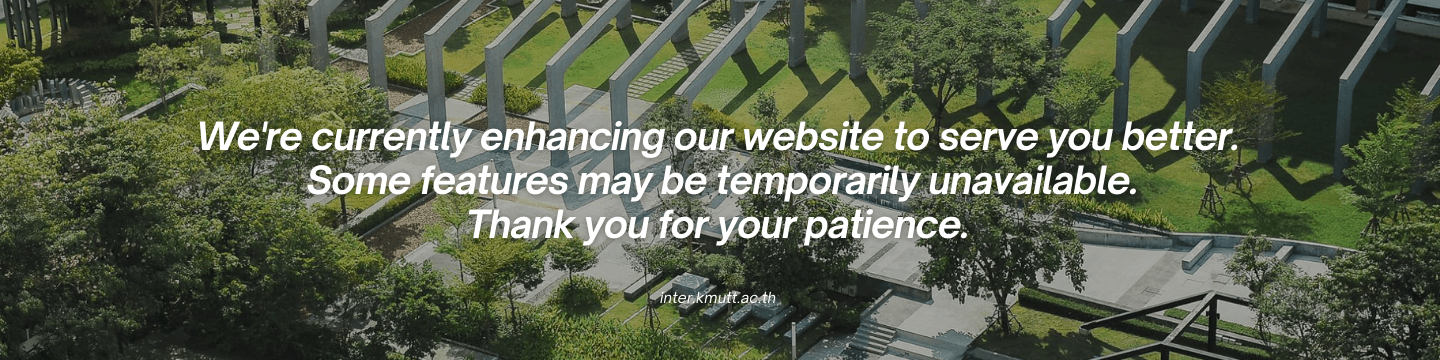 We're currently enhancing our website to serve you better.
Some features may be temporarily unavailable.
Thank you for your patience.
inter.kmutt.ac.th